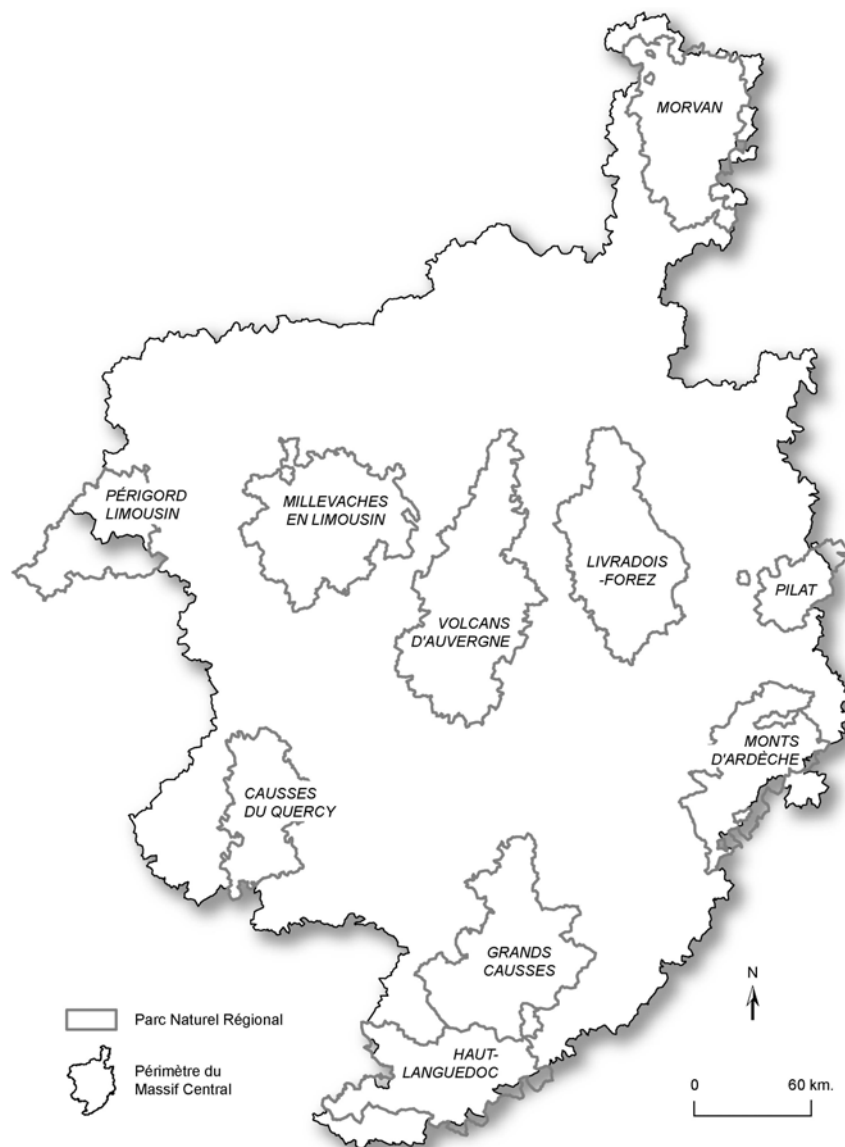 MORVAN
PÉRIGORD
LIMOUSIN
MILLEVACHES
EN LIMOUSIN
LIVRADOIS
-FOREZ
PILAT
VOLCANS
D'AUVERGNE
MONTS
D'ARDÈCHE
CAUSSES
DU QUERCY
GRANDS
CAUSSES
HAUT-
LANGUEDOC
N
Parc Naturel Régional
Périmètre du
Massif Central
0 60 km.